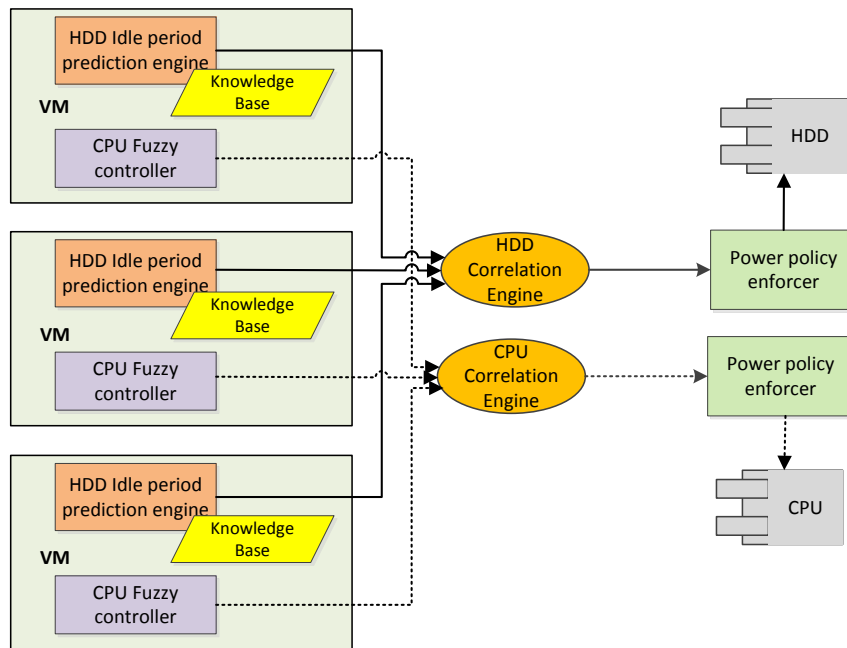 HDD Idle period
prediction engine
Knowledge
Base
VM
CPU Fuzzy
controller
HDD Idle period
prediction engine
Knowledge
Base
VM
CPU Fuzzy
controller
HDD Idle period
prediction engine
Knowledge
Base
VM
CPU Fuzzy
controller
HDD
Correlation
Engine
CPU
Correlation
Engine
HDD
Power policy
enforcer
Power policy
enforcer
CPU